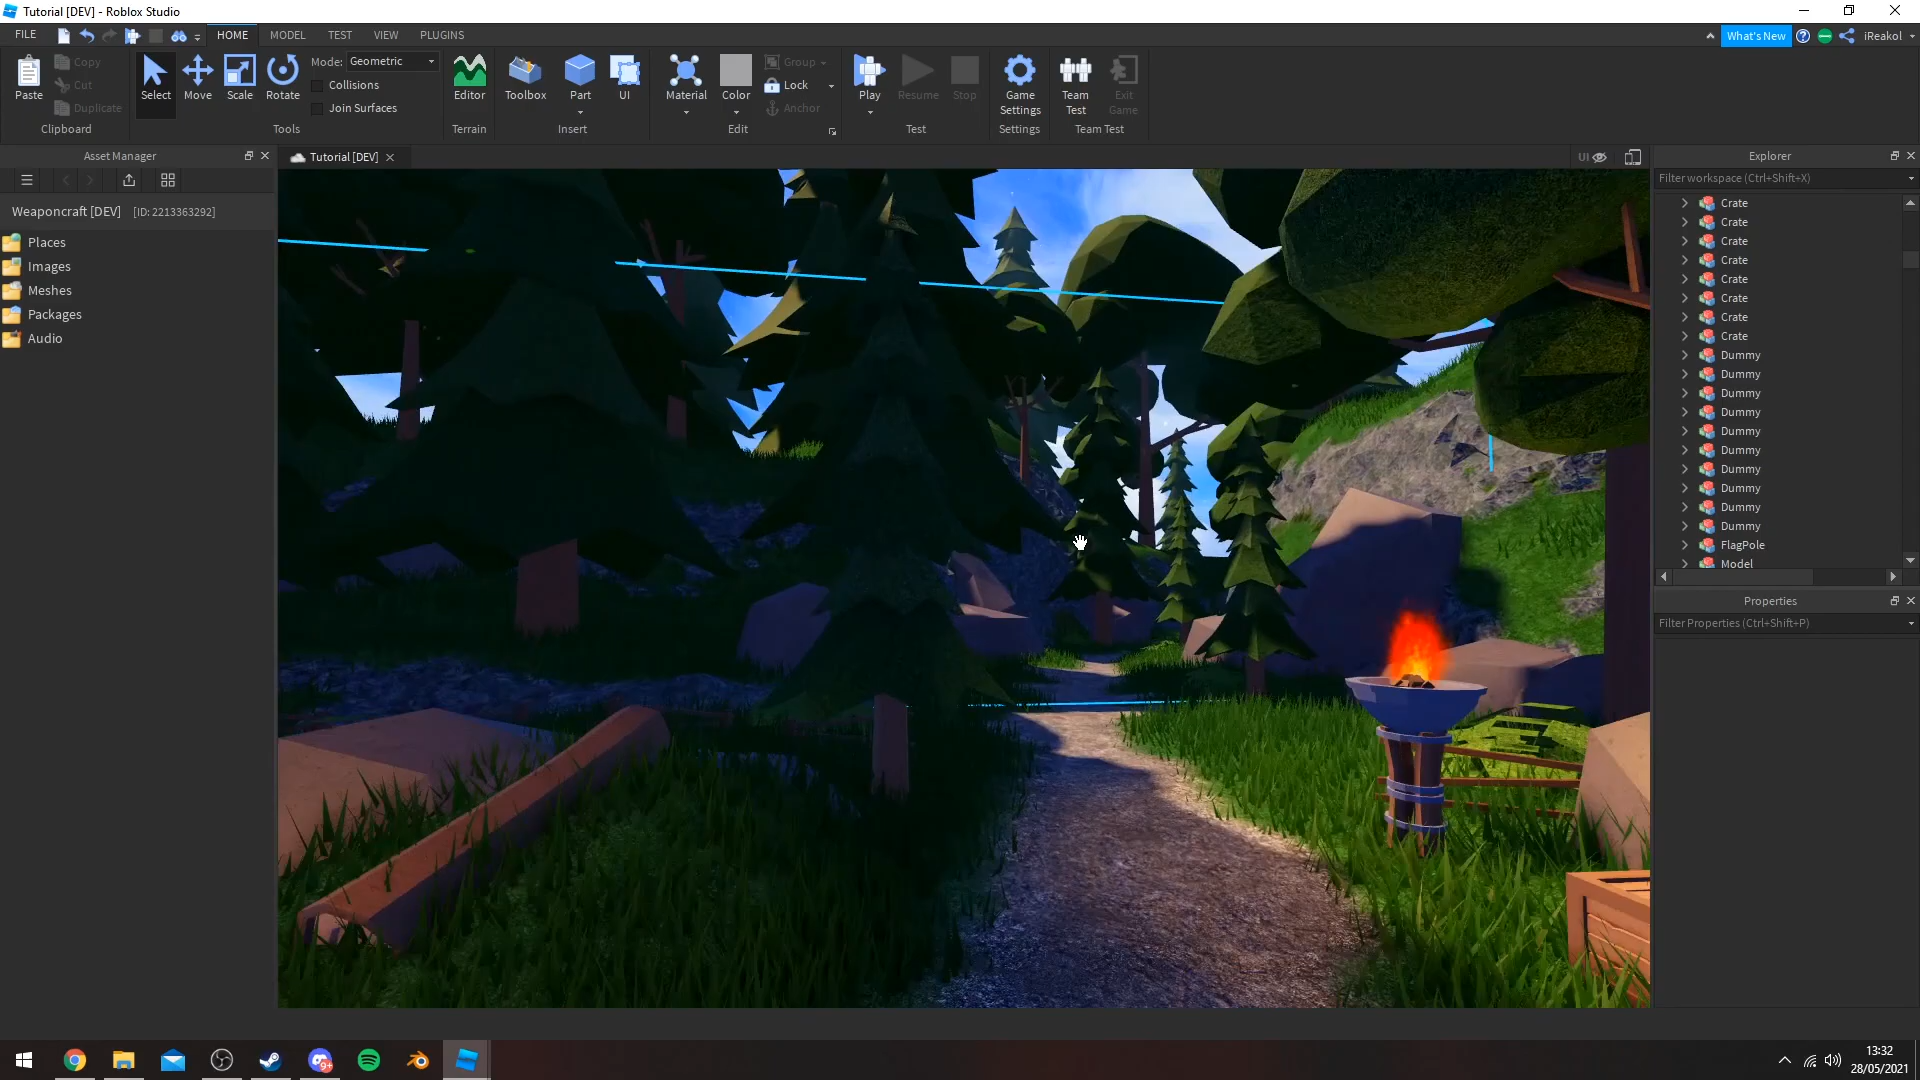 Tutorial [DEV] - Roblox Studio
FILE HOME MODEL TEST VIEW PLUGINS What's New iReakol
Paste Copy Cut Duplicate
Clipboard
Select Move Scale Rotate
Mode: Geometric
Collisions
Join Surfaces
Tools
Editor
Terrain
Toolbox Part UI
Insert
Material Color Group Lock Anchor
Edit
Play Resume Stop
Test
Game Settings
Settings
Team Test Exit Game
Team Test
Asset Manager
Tutorial [DEV]
UI
Explorer
Filter workspace (Ctrl+Shift+X)
Weaponcraft [DEV] [ID: 2213363292]
Places
Images
Meshes
Packages
Audio
Crate
Crate
Crate
Crate
Crate
Crate
Crate
Crate
Dummy
Dummy
Dummy
Dummy
Dummy
Dummy
Dummy
Dummy
Dummy
Dummy
FlagPole
Model
Properties
Filter Properties (Ctrl+Shift+P)
9+
13:32
28/05/2021